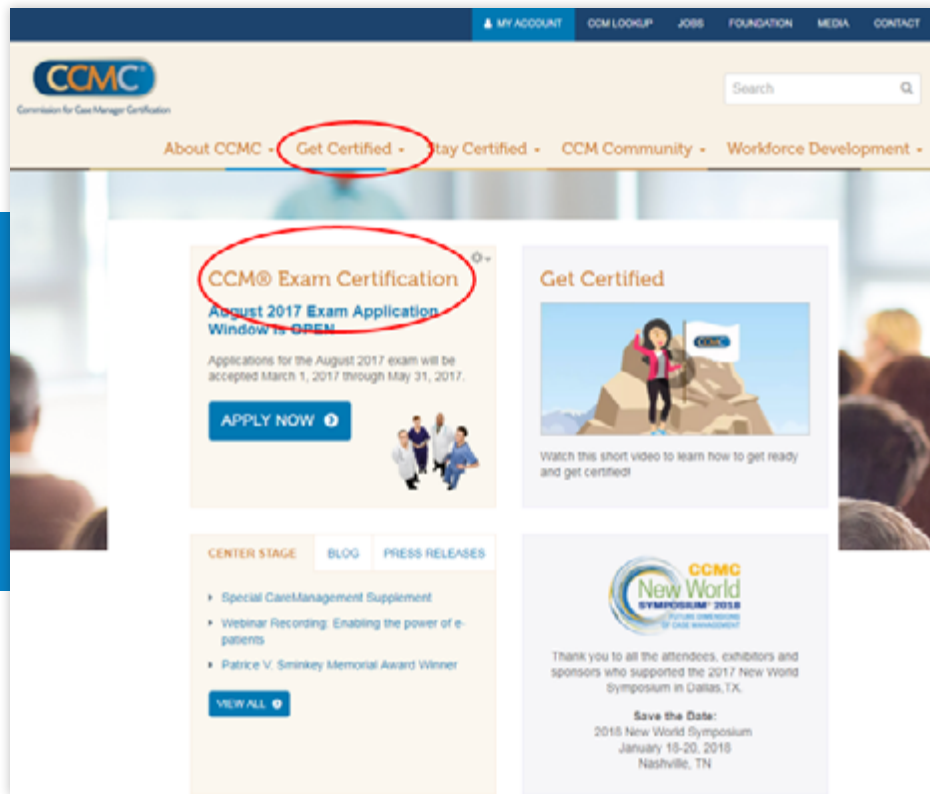 MY ACCOUNT CCM LOOKUP JOBS FOUNDATION MEDIA CONTACT
CCMC®
Commission for Case Manager Certification
Search
About CCMC Get Certified Stay Certified CCM Community Workforce Development
CCM® Exam Certification
August 2017 Exam Application
Window is OPEN
Applications for the August 2017 exam will be
accepted March 1, 2017 through May 31, 2017.
APPLY NOW
Get Certified
CCMC
Watch this short video to learn how to get ready
and get certified!
CENTER STAGE BLOG PRESS RELEASES
Special CareManagement Supplement
Webinar Recording: Enabling the power of e-
patients
Patrice V. Sminkey Memorial Award Winner
VIEW ALL
CCMC
New World
SYMPOSIUM® 2018
FUTURE DIMENSIONS
OF CASE MANAGEMENT
Thank you to all the attendees, exhibitors and
sponsors who supported the 2017 New World
Symposium in Dallas,TX.
Save the Date:
2018 New World Symposium
January 18-20, 2018
Nashville, TN